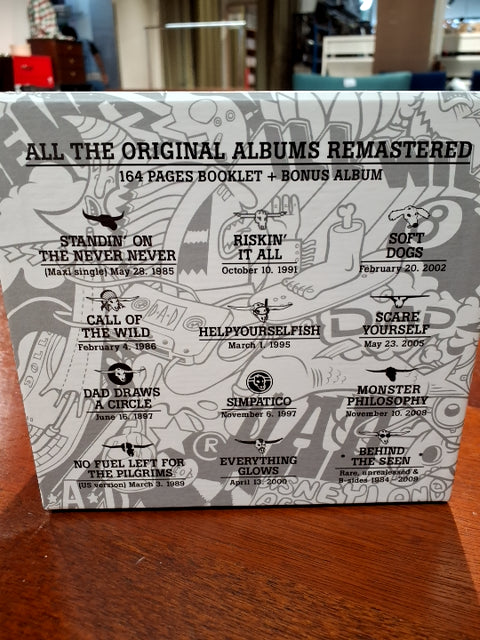 ALL THE ORIGINAL ALBUMS REMASTERED
164 PAGES BOOKLET + BONUS ALBUM
STANDIN' ON
THE NEVER NEVER
(Maxi single) May 28. 1985
RISKIN'
IT ALL
October 10. 1991
SOFT
DOGS
February 20. 2002
CALL OF
THE WILD
February 4. 1986
HELPYOURSELFISH
March 1. 1995
SCARE
YOURSELF
May 23. 2005
DAD DRAWS
A CIRCLE
June 16. 1897
SIMPATICO
November 6. 1997
MONSTER
PHILOSOPHY
November 10. 2008
NO FUEL LEFT FOR
THE PILGRIMS
(US version) March 3. 1989
EVERYTHING
GLOWS
April 13. 2000
BEHIND
THE SEEN
Rare, unreleased &
B-sides 1984-2009